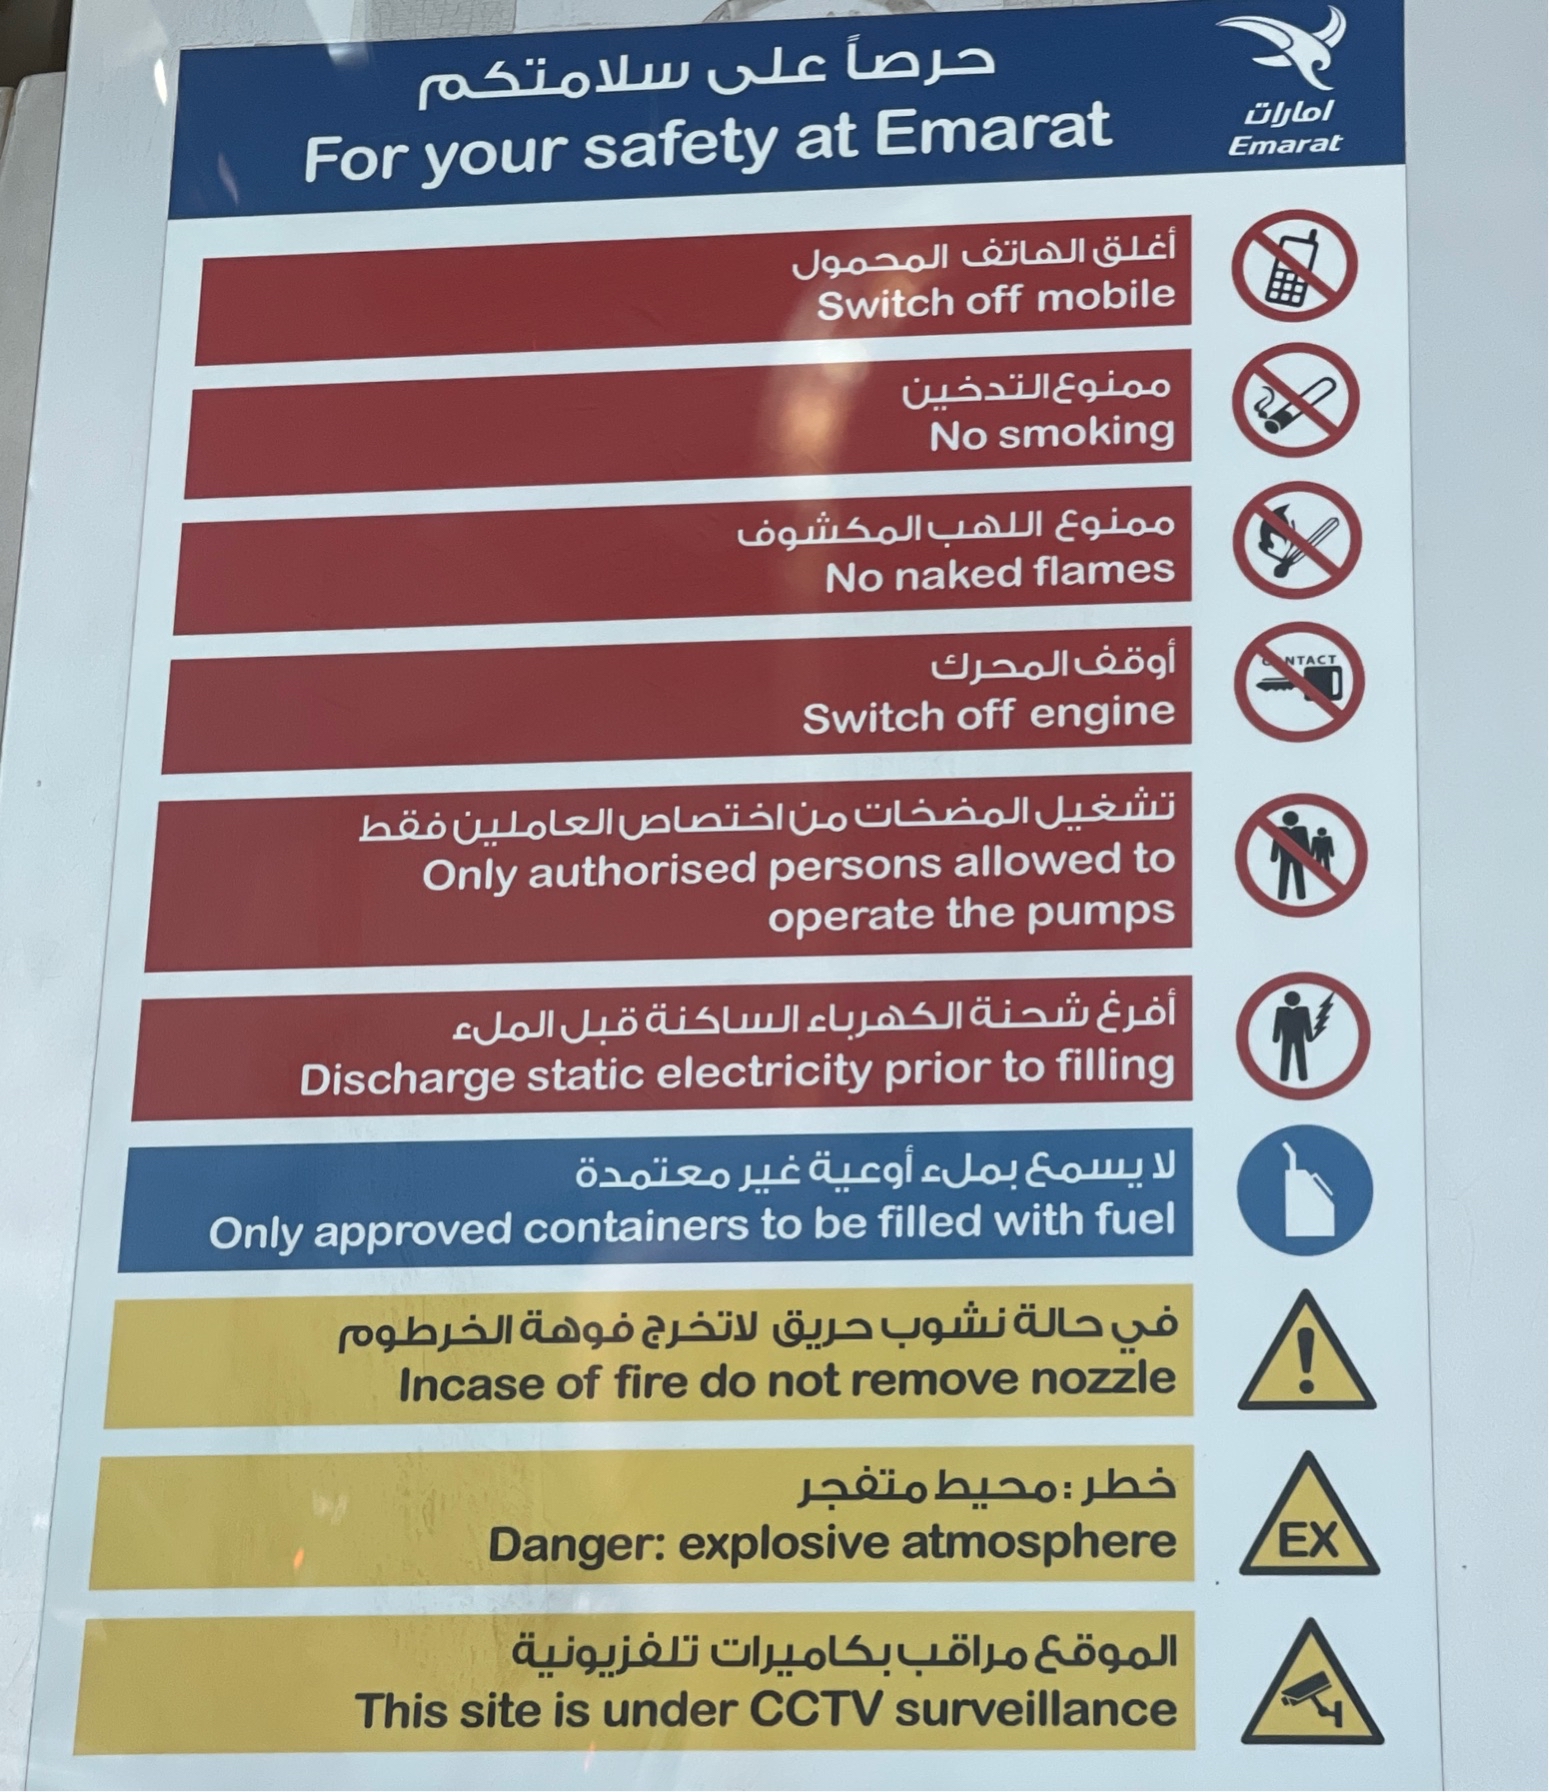 حرصاً على سلامتكم
For your safety at Emarat
امارات
Emarat
أغلق الهاتف المحمول
Switch off mobile
ممنوع التدخين
No smoking
ممنوع اللهب المكشوف
No naked flames
أوقف المحرك
Switch off engine
NTACT
تشغيل المضخات من اختصاص العاملين فقط
Only authorised persons allowed to
operate the pumps
أفرغ شحنة الكهرباء الساكنة قبل الملء
Discharge static electricity prior to filling
لا يسمع بملء أوعية غير معتمدة
Only approved containers to be filled with fuel
في حالة نشوب حريق لاتخرج فوهة الخرطوم
Incase of fire do not remove nozzle
خطر: محيط متفجر
Danger: explosive atmosphere
EX
الموقع مراقب بكاميرات تلفزيونية
This site is under CCTV surveillance